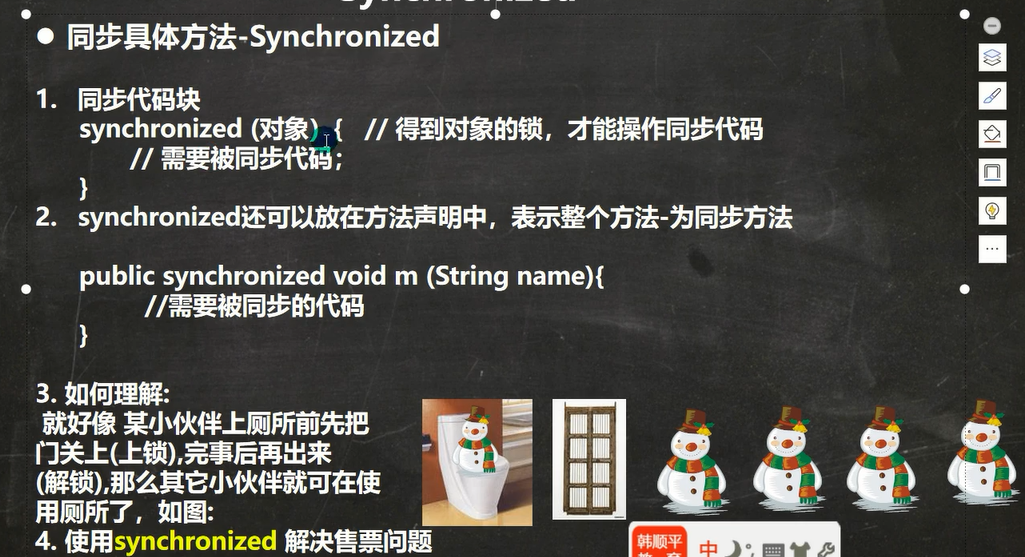 ● 同步具体方法-Synchronized
1. 同步代码块
synchronized (对象) { // 得到对象的锁，才能操作同步代码
// 需要被同步代码;
}
2. synchronized还可以放在方法声明中，表示整个方法-为同步方法
public synchronized void m (String name){
//需要被同步的代码
}
3. 如何理解:
就好像 某小伙伴上厕所前先把
门关上(上锁),完事后再出来
(解锁),那么其它小伙伴就可在使
用厕所了，如图:
4. 使用synchronized 解决售票问题
韩顺平
中